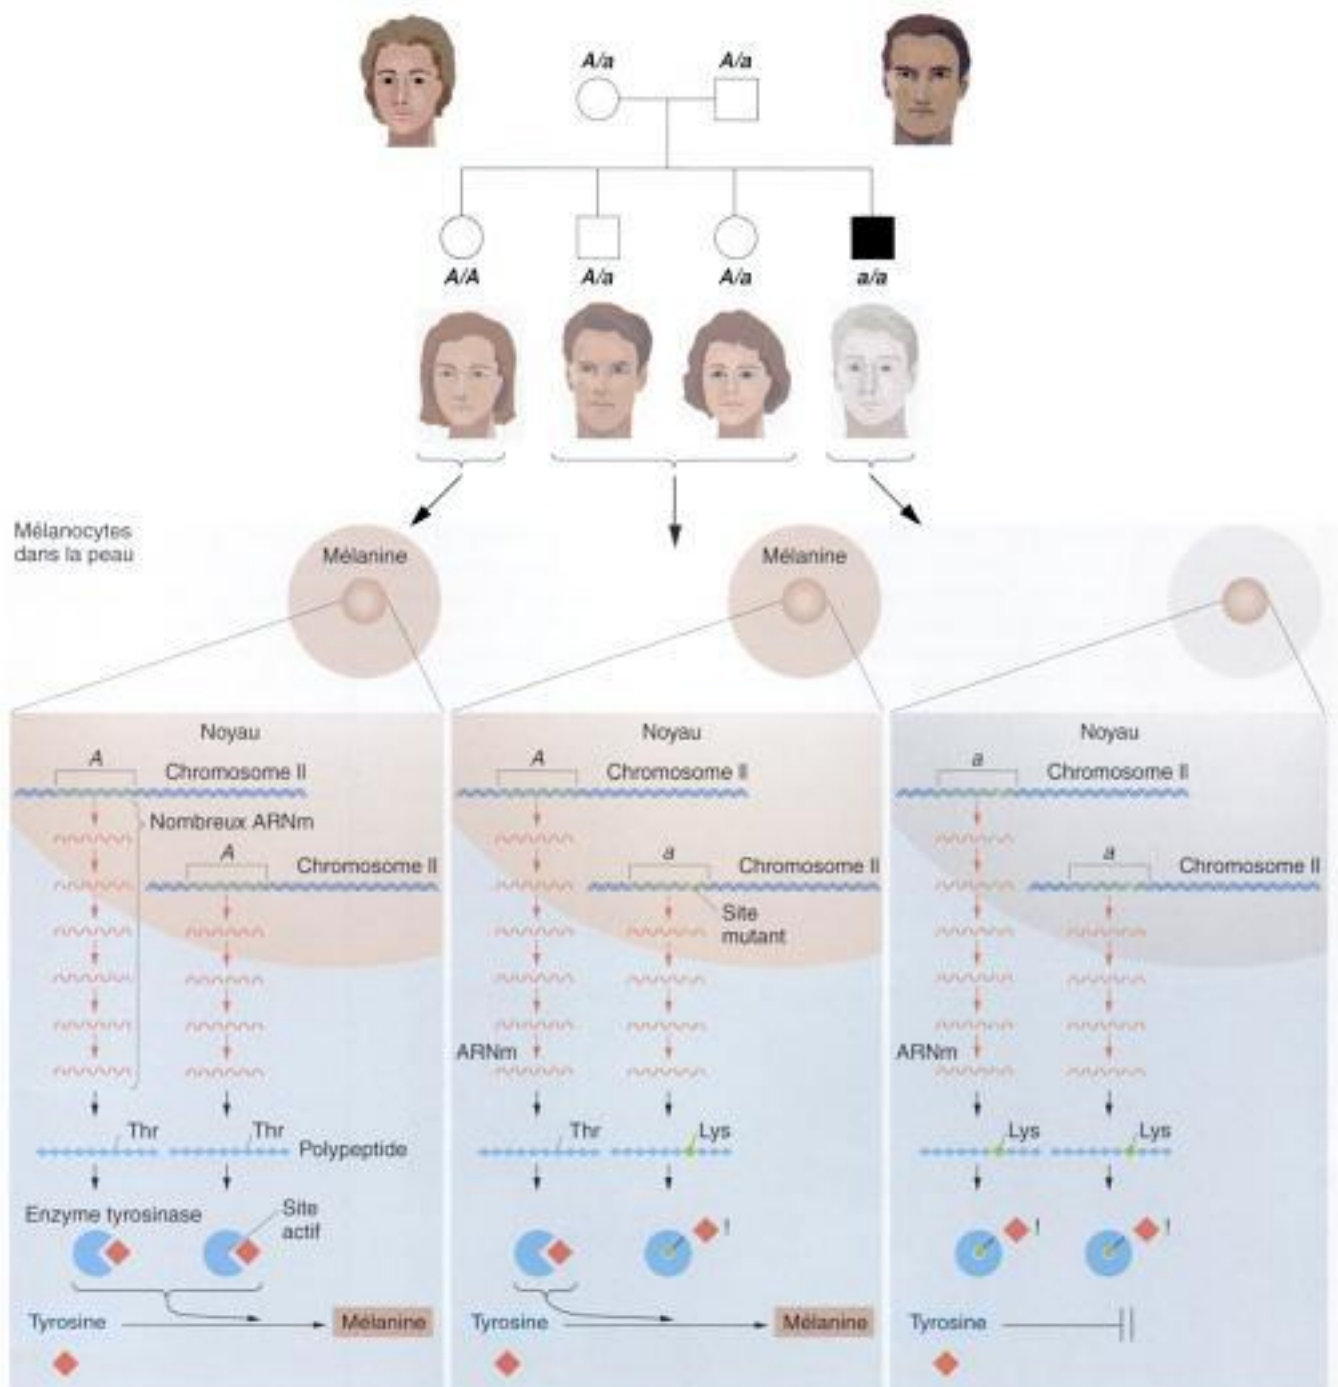 A/a
A/a
A/A
A/a
A/a
a/a
Mélanocytes
dans la peau
Mélanine
Mélanine
Noyau
A
Chromosome II
Nombreux ARNm
A
Chromosome II
Thr
Thr
Polypeptide
Enzyme tyrosinase
Site
actif
Tyrosine
Mélanine
Noyau
A
Chromosome II
a
Chromosome II
Site
mutant
ARNm
Thr
Lys
Tyrosine
Mélanine
Noyau
a
Chromosome II
a
Chromosome II
ARNm
Lys
Lys
!
!
!
Tyrosine